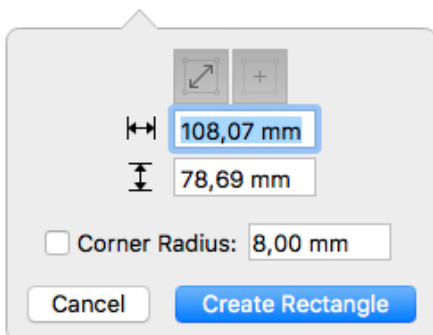 108,07 mm
78,69 mm
Corner Radius: 8,00 mm
Cancel Create Rectangle